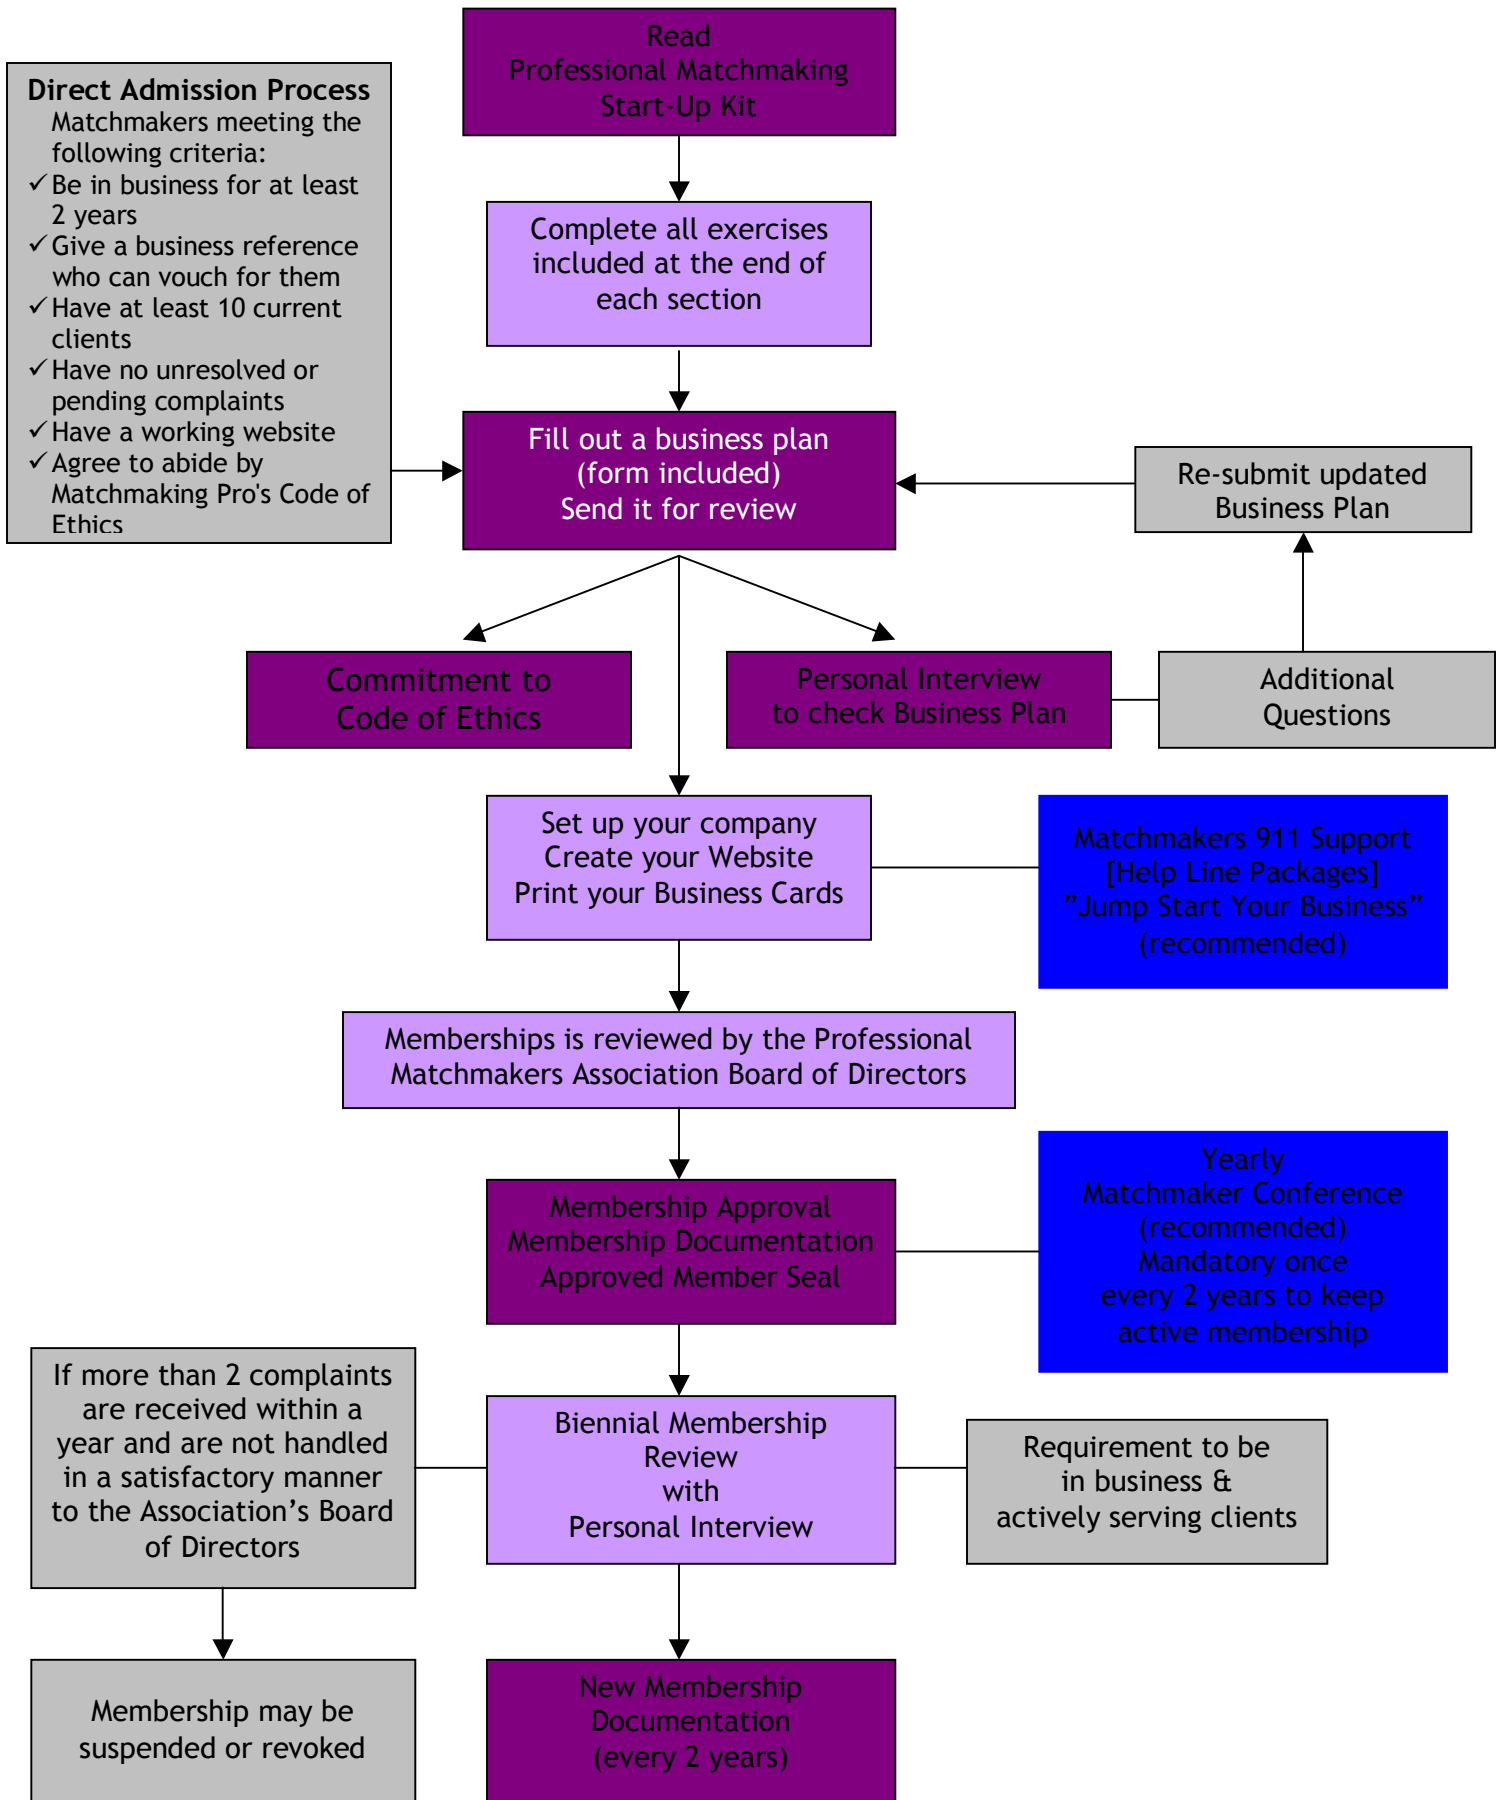 Read
Professional Matchmaking
Start-Up Kit
Direct Admission Process
Matchmakers meeting the
following criteria:
✓Be in business for at least
2 years
✓Give a business reference
who can vouch for them
✓Have at least 10 current
clients
✓Have no unresolved or
pending complaints
✓Have a working website
✓Agree to abide by
Matchmaking Pro's Code of
Ethics
Complete all exercises
included at the end of
each section
Fill out a business plan
(form included)
Send it for review
Re-submit updated
Business Plan
Commitment to
Code of Ethics
Personal Interview
to check Business Plan
Additional
Questions
Set up your company
Create your Website
Print your Business Cards
Matchmakers 911 Support
[Help Line Packages]
”Jump Start Your Business”
(recommended)
Memberships is reviewed by the Professional
Matchmakers Association Board of Directors
Membership Approval
Membership Documentation
Approved Member Seal
Yearly
Matchmaker Conference
(recommended)
Mandatory once
every 2 years to keep
active membership
If more than 2 complaints
are received within a
year and are not handled
in a satisfactory manner
to the Association’s Board
of Directors
Biennial Membership
Review
with
Personal Interview
Requirement to be
in business &
actively serving clients
Membership may be
suspended or revoked
New Membership
Documentation
(every 2 years)